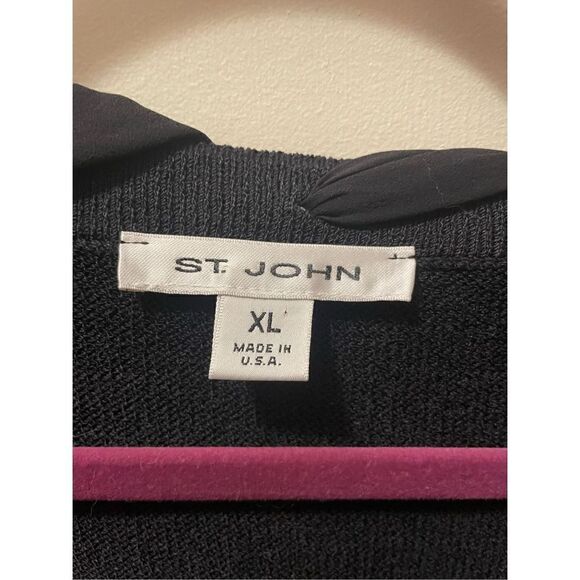 ST. JOHN
XL
MADE IN
U.S.A.